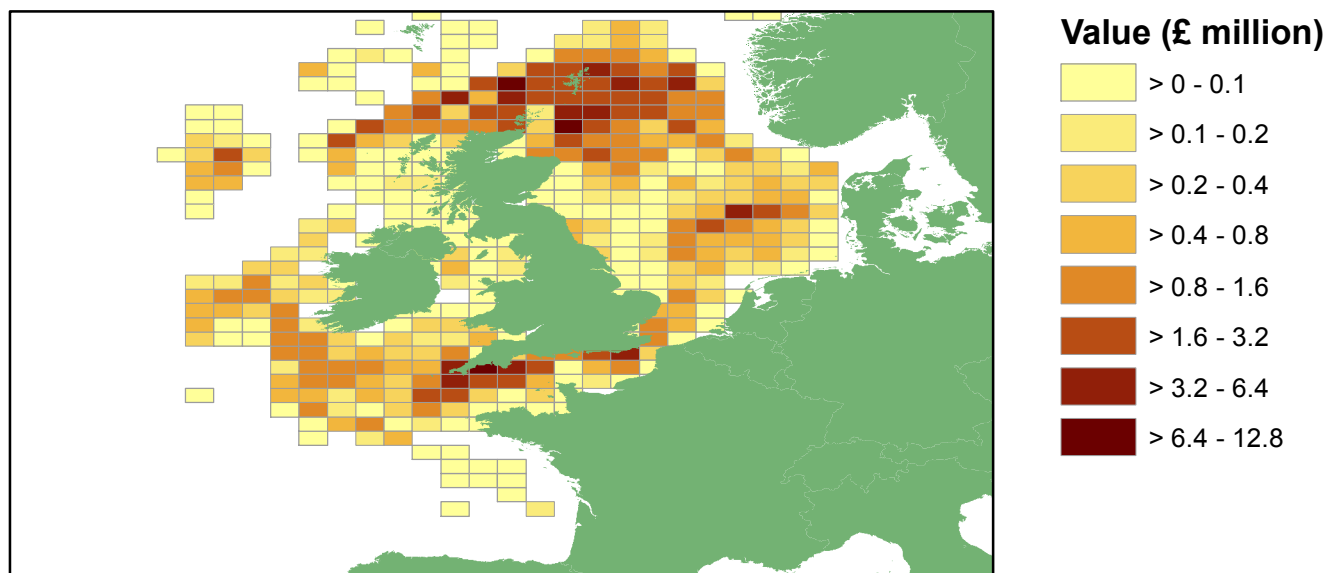 Value (£ million)
> 0 - 0.1
> 0.1 - 0.2
> 0.2 - 0.4
> 0.4 - 0.8
> 0.8 - 1.6
> 1.6 - 3.2
> 3.2 - 6.4
> 6.4 - 12.8